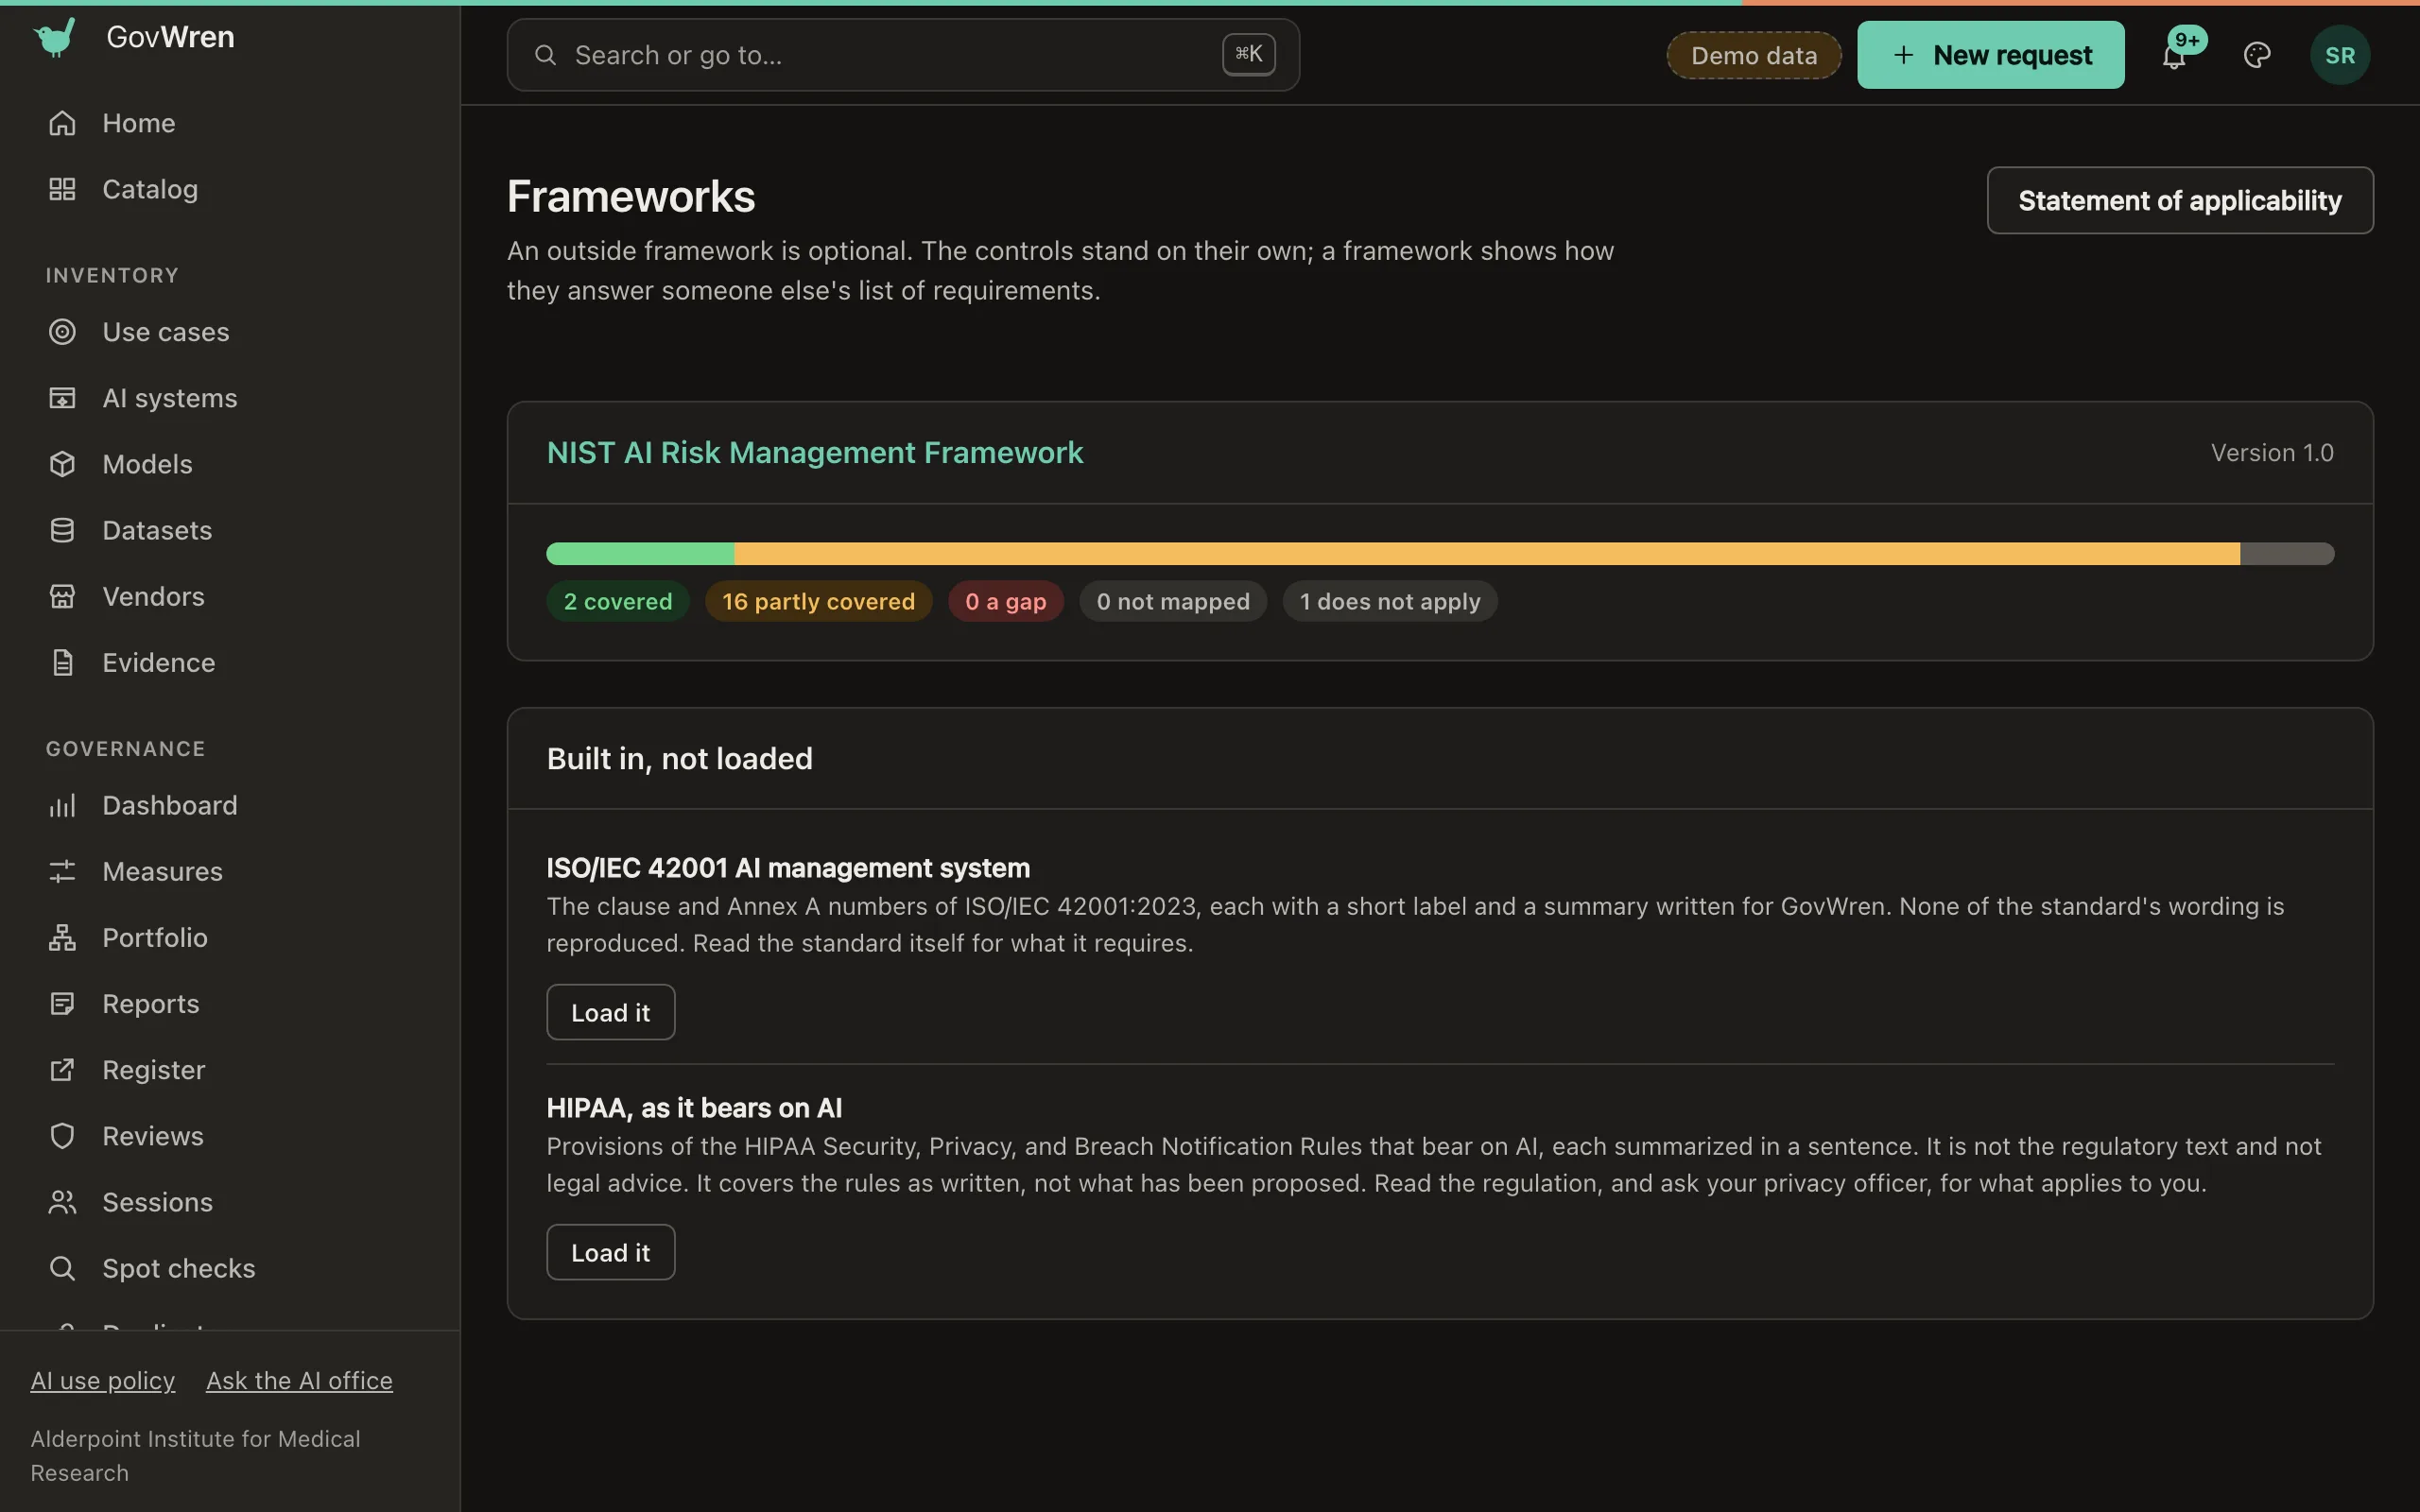 GovWren
Search or go to...
⌘K
Demo data
+ New request
9+
SR
Home
Catalog
INVENTORY
Use cases
AI systems
Models
Datasets
Vendors
Evidence
GOVERNANCE
Dashboard
Measures
Portfolio
Reports
Register
Reviews
Sessions
Spot checks
AI use policy
Ask the AI office
Alderpoint Institute for Medical
Research
Frameworks
Statement of applicability
An outside framework is optional. The controls stand on their own; a framework shows how
they answer someone else's list of requirements.
NIST AI Risk Management Framework
Version 1.0
2 covered
16 partly covered
0 a gap
0 not mapped
1 does not apply
Built in, not loaded
ISO/IEC 42001 AI management system
The clause and Annex A numbers of ISO/IEC 42001:2023, each with a short label and a summary written for GovWren. None of the standard's wording is
reproduced. Read the standard itself for what it requires.
Load it
HIPAA, as it bears on AI
Provisions of the HIPAA Security, Privacy, and Breach Notification Rules that bear on AI, each summarized in a sentence. It is not the regulatory text and not
legal advice. It covers the rules as written, not what has been proposed. Read the regulation, and ask your privacy officer, for what applies to you.
Load it